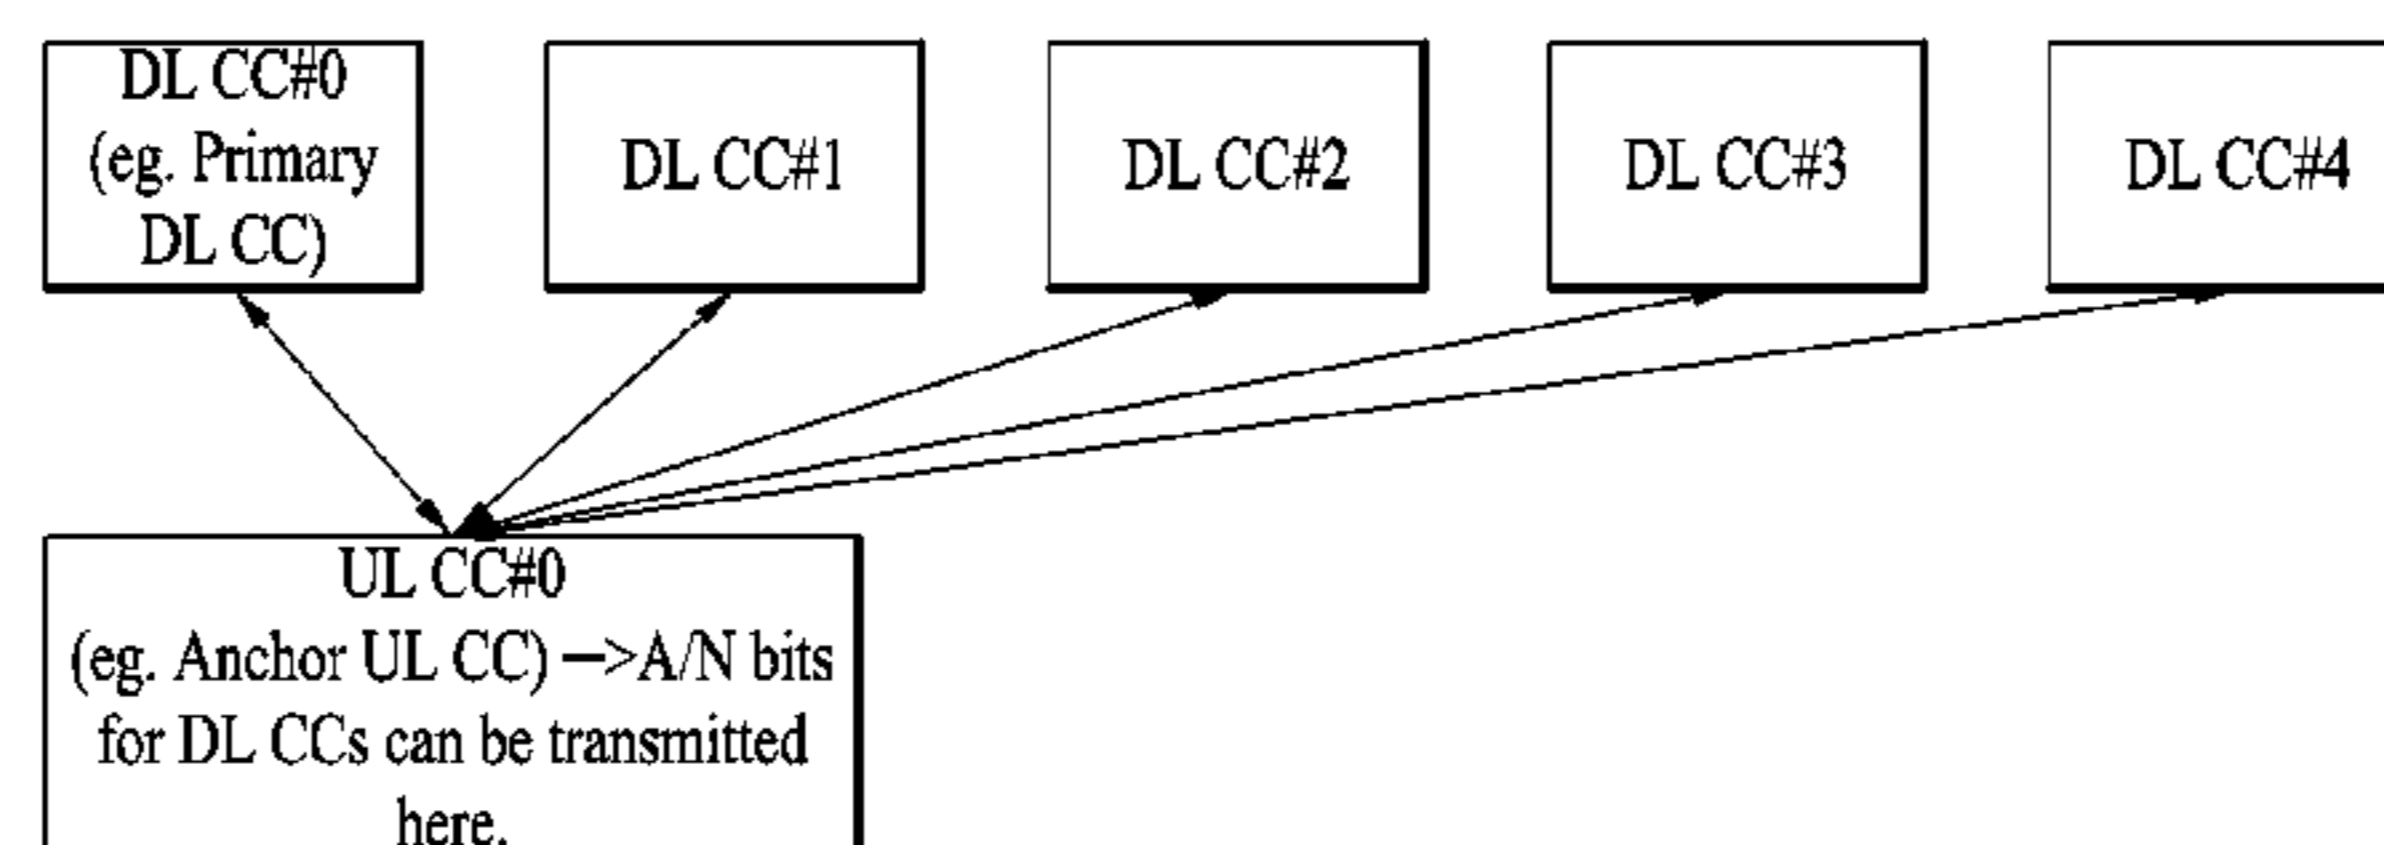 DL CC#0
(eg. Primary
DL CC)
DL CC#1
DL CC#2
DL CC#3
DL CC#4
UL CC#0
(eg. Anchor UL CC) —>A/N bits
for DL CCs can be transmitted
here.